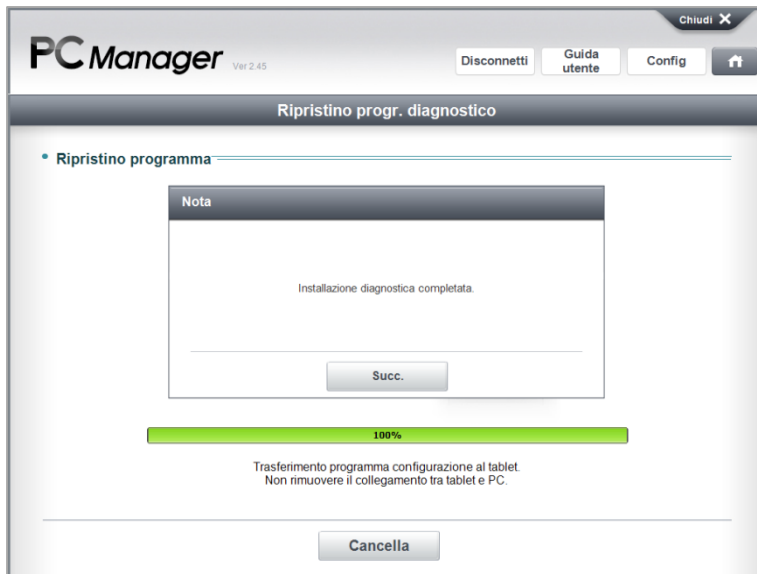 Chiudi X
PC Manager Ver 2.45
Disconnetti
Guida
utente
Config
Ripristino progr. diagnostico
Ripristino programma
Nota
Installazione diagnostica completata.
Succ.
100%
Trasferimento programma configurazione al tablet.
Non rimuovere il collegamento tra tablet e PC.
Cancella